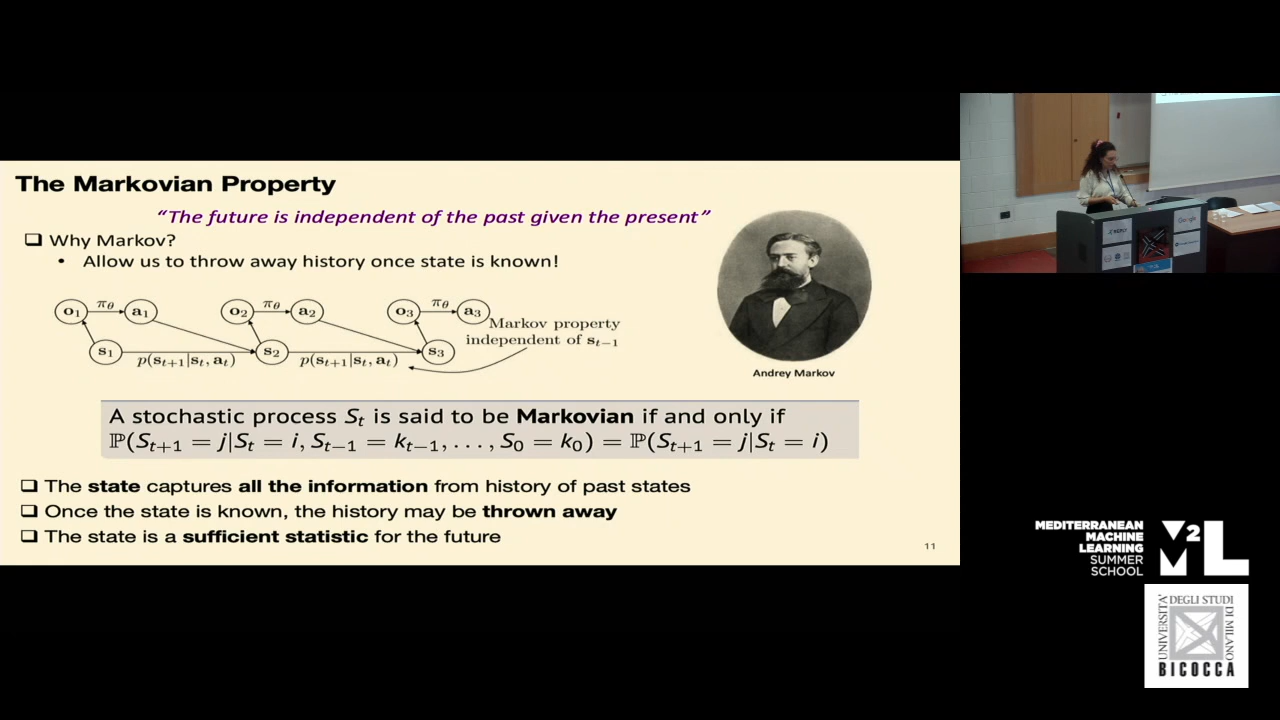 The Markovian Property
“The future is independent of the past given the present”
❑ Why Markov?
• Allow us to throw away history once state is known!
o₁ πθ a₁ o₂ πθ a₂ o₃ πθ a₃
Markov property
independent of sₜ₋₁
s₁ p(sₜ₊₁|sₜ, aₜ) s₂ p(sₜ₊₁|sₜ, aₜ) s₃
Andrey Markov
A stochastic process Sₜ is said to be Markovian if and only if
ℙ(Sₜ₊₁ = j|Sₜ = i, Sₜ₋₁ = kₜ₋₁, . . . , S₀ = k₀) = ℙ(Sₜ₊₁ = j|Sₜ = i)
❑ The state captures all the information from history of past states
❑ Once the state is known, the history may be thrown away
❑ The state is a sufficient statistic for the future
11
Google
MEDITERRANEAN
MACHINE
LEARNING
SUMMER
SCHOOL
M2L
UNIVERSITA'
DEGLI STUDI
DI MILANO
BICOCCA